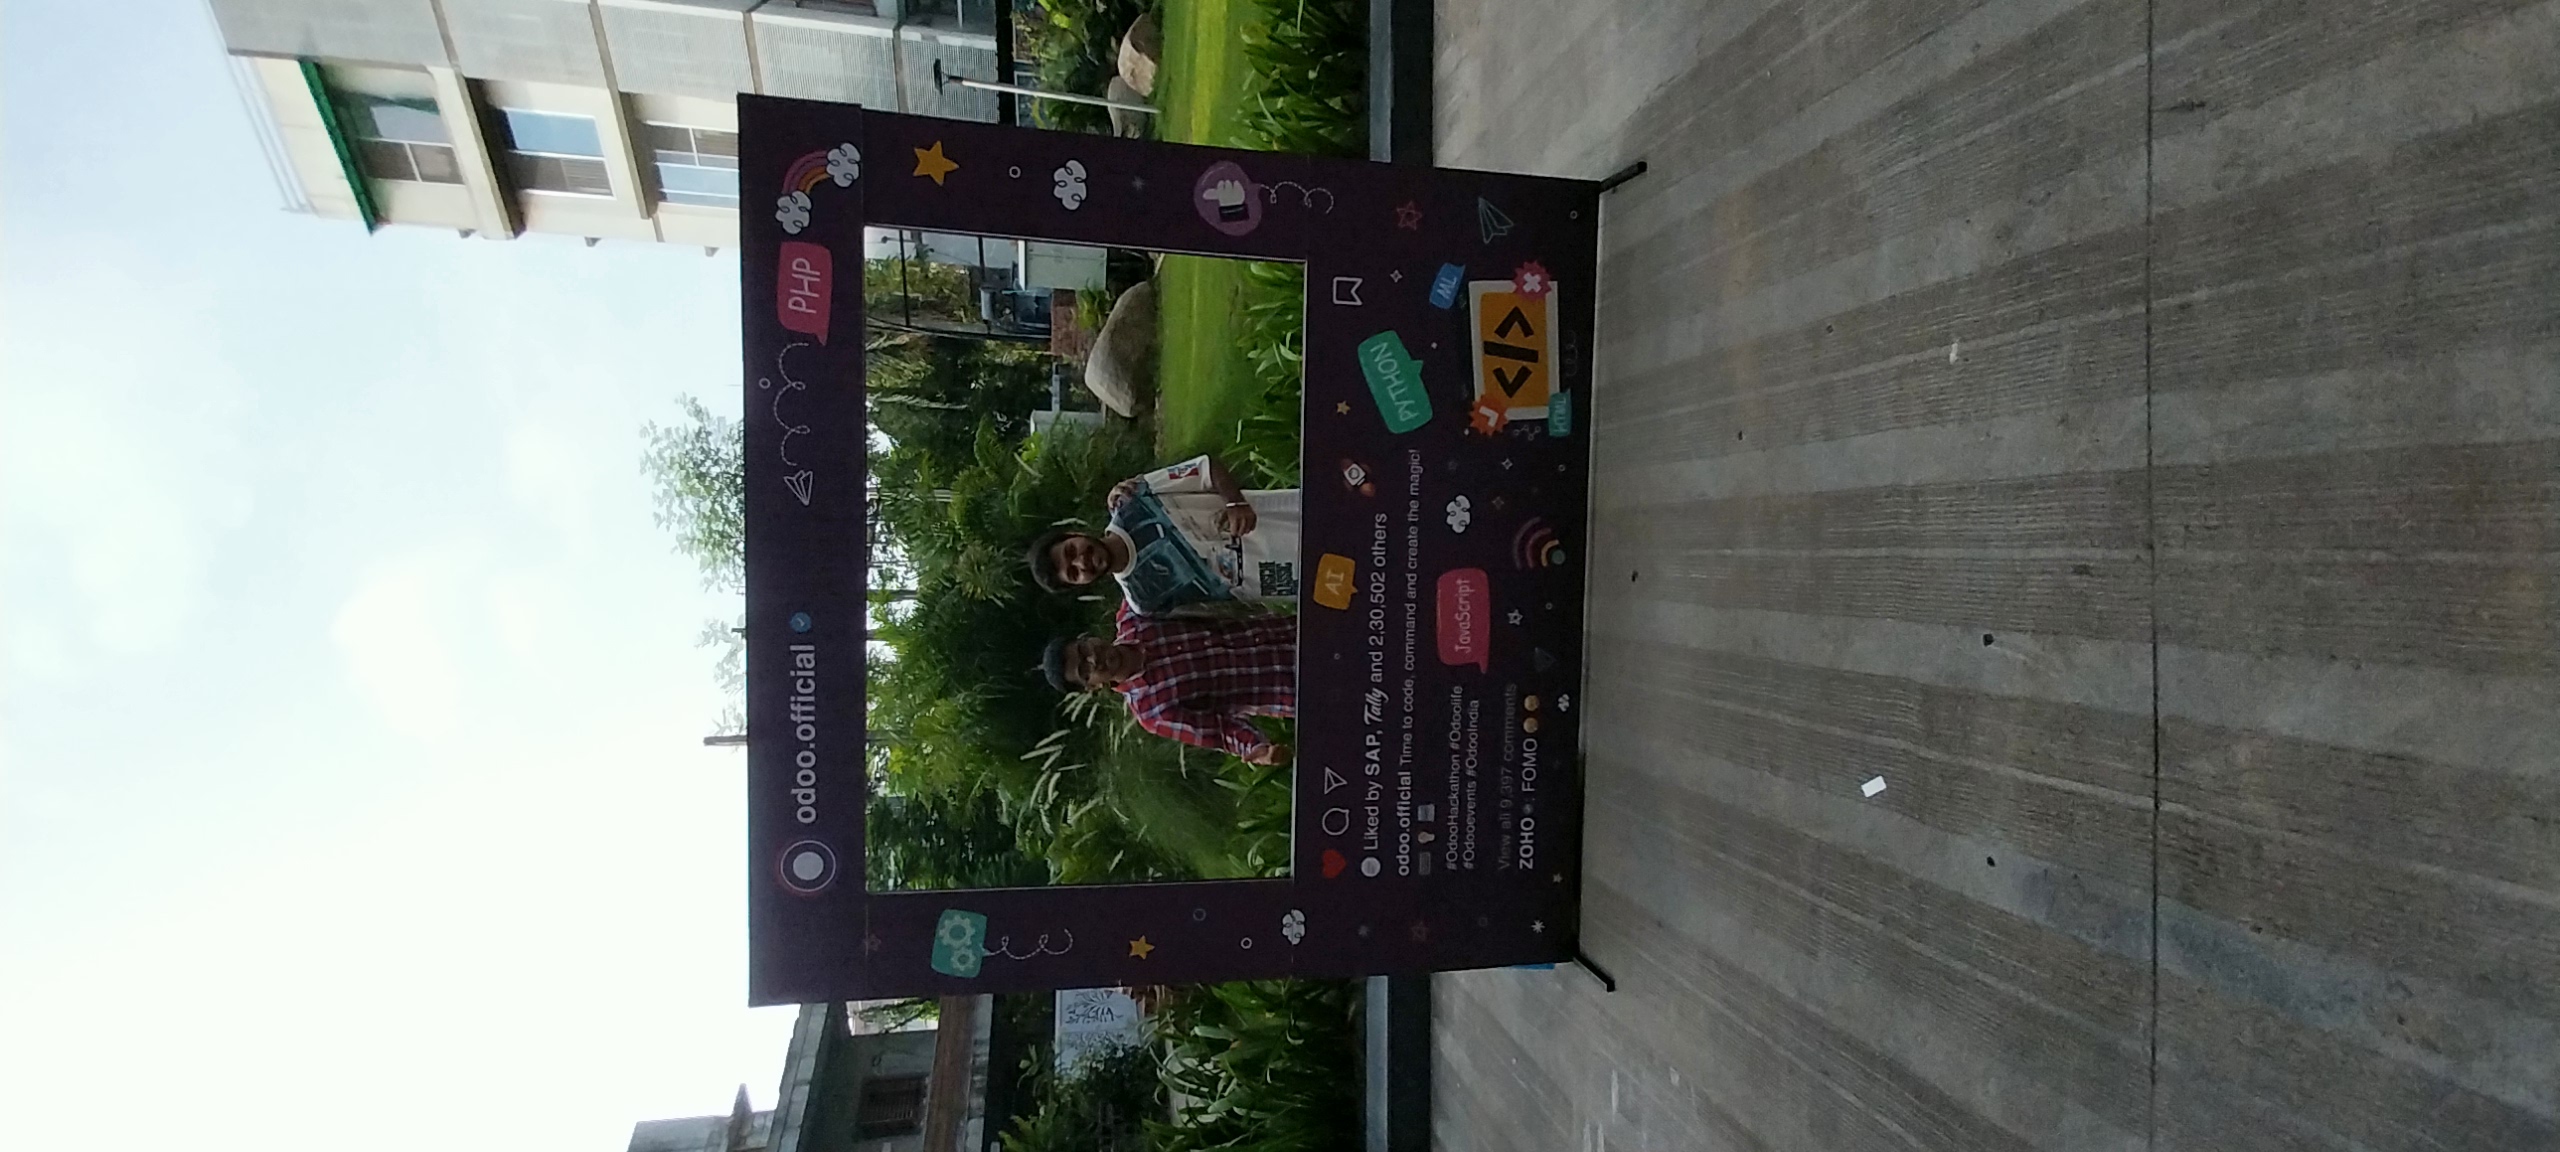 odoo.official
PHP
AI
Liked by SAP, Tally and 2,30,502 others
PYTHON
odoo.official Time to code, command and create the magic!
ML
#OdooHackathon #Odoolife
#Odooevents #OdooIndia
JavaScript
</>
View all 9,397 comments
ZOHO : FOMO
HTML
PORSCHE
CLASSIC